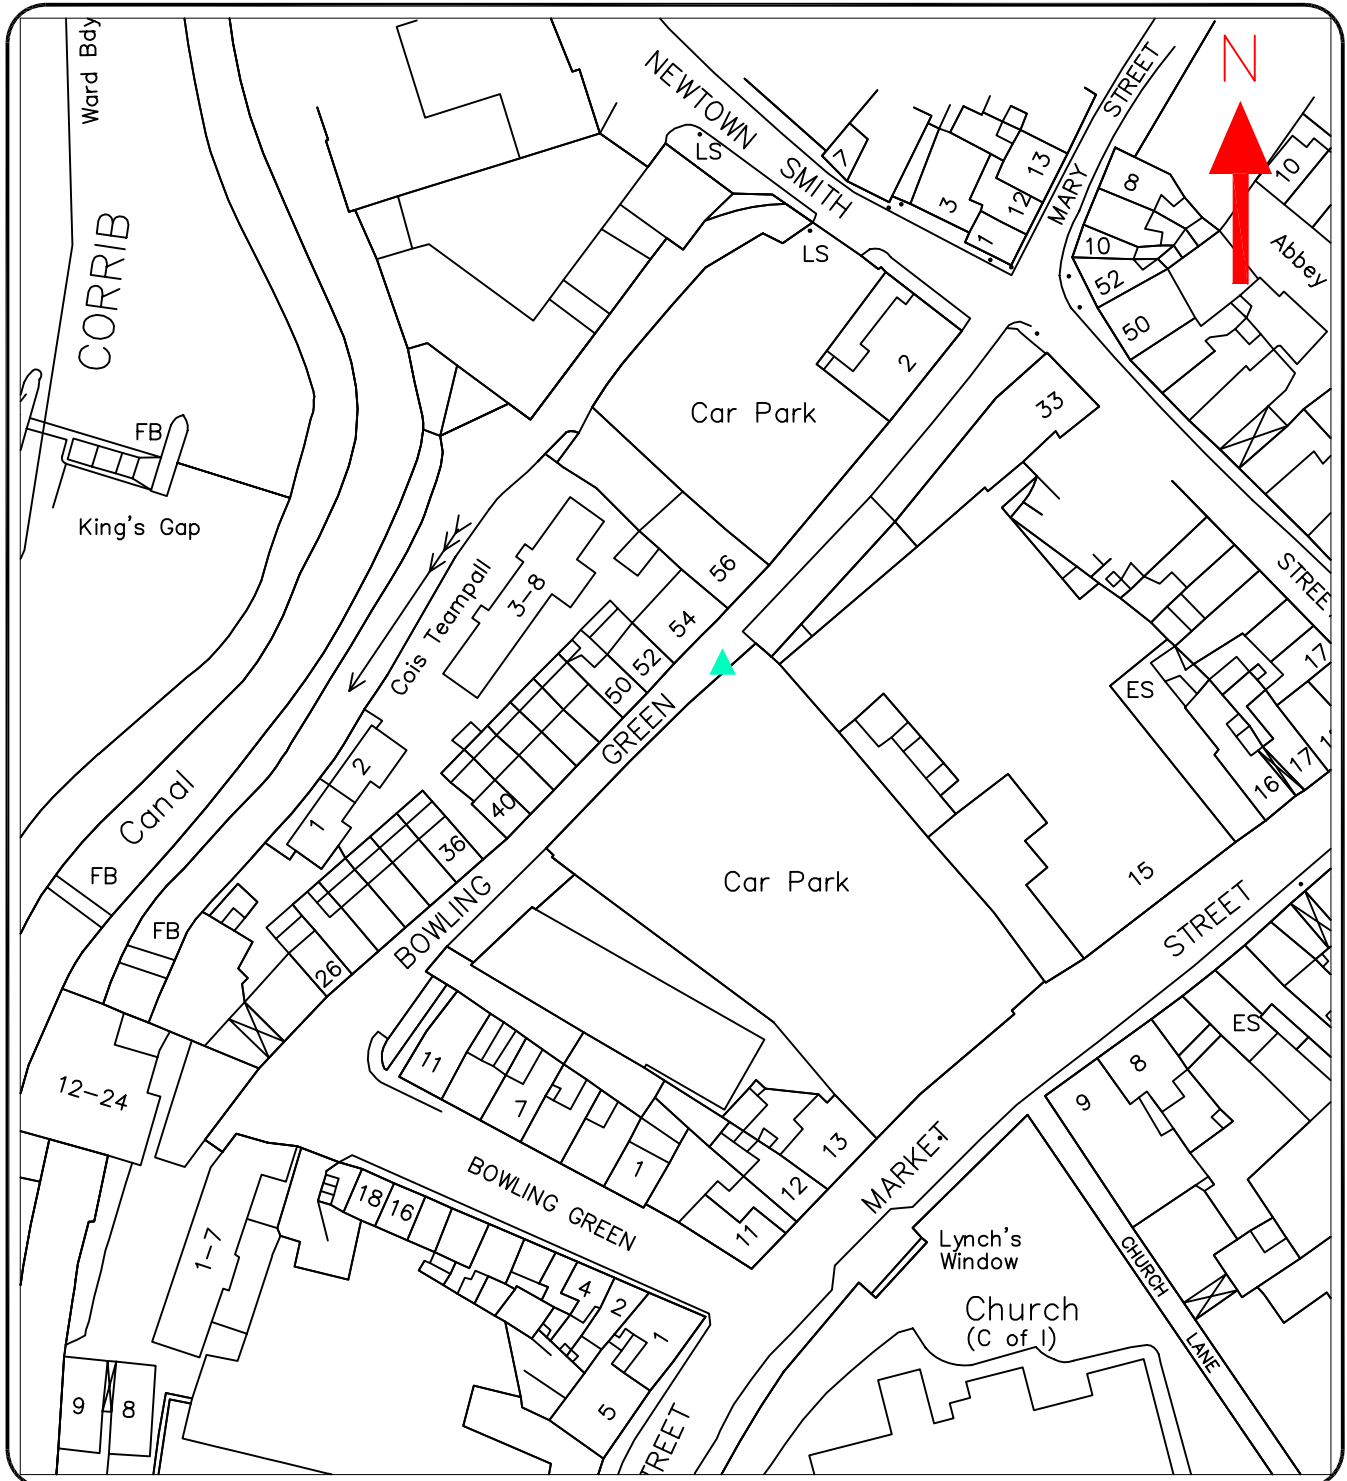 Ward Bdy
NEWTOWN SMITH
STREET
N
LS
7
MARY
13
8
10
3
12
CORRIB
1
10
Abbey
LS
52
50
2
33
Car Park
FB
King's Gap
56
3-8
STREE
Cois Teampall
54
52
50
17
ES
GREEN
2
16
17
40
1
Canal
36
15
Car Park
FB
BOWLING
STREET
FB
26
ES
11
8
12-24
7
9
13
1
MARKET
12
BOWLING GREEN
18
16
11
1-7
Lynch's
Window
CHURCH LANE
4
2
1
Church
(C of I)
9
8
5
TREET